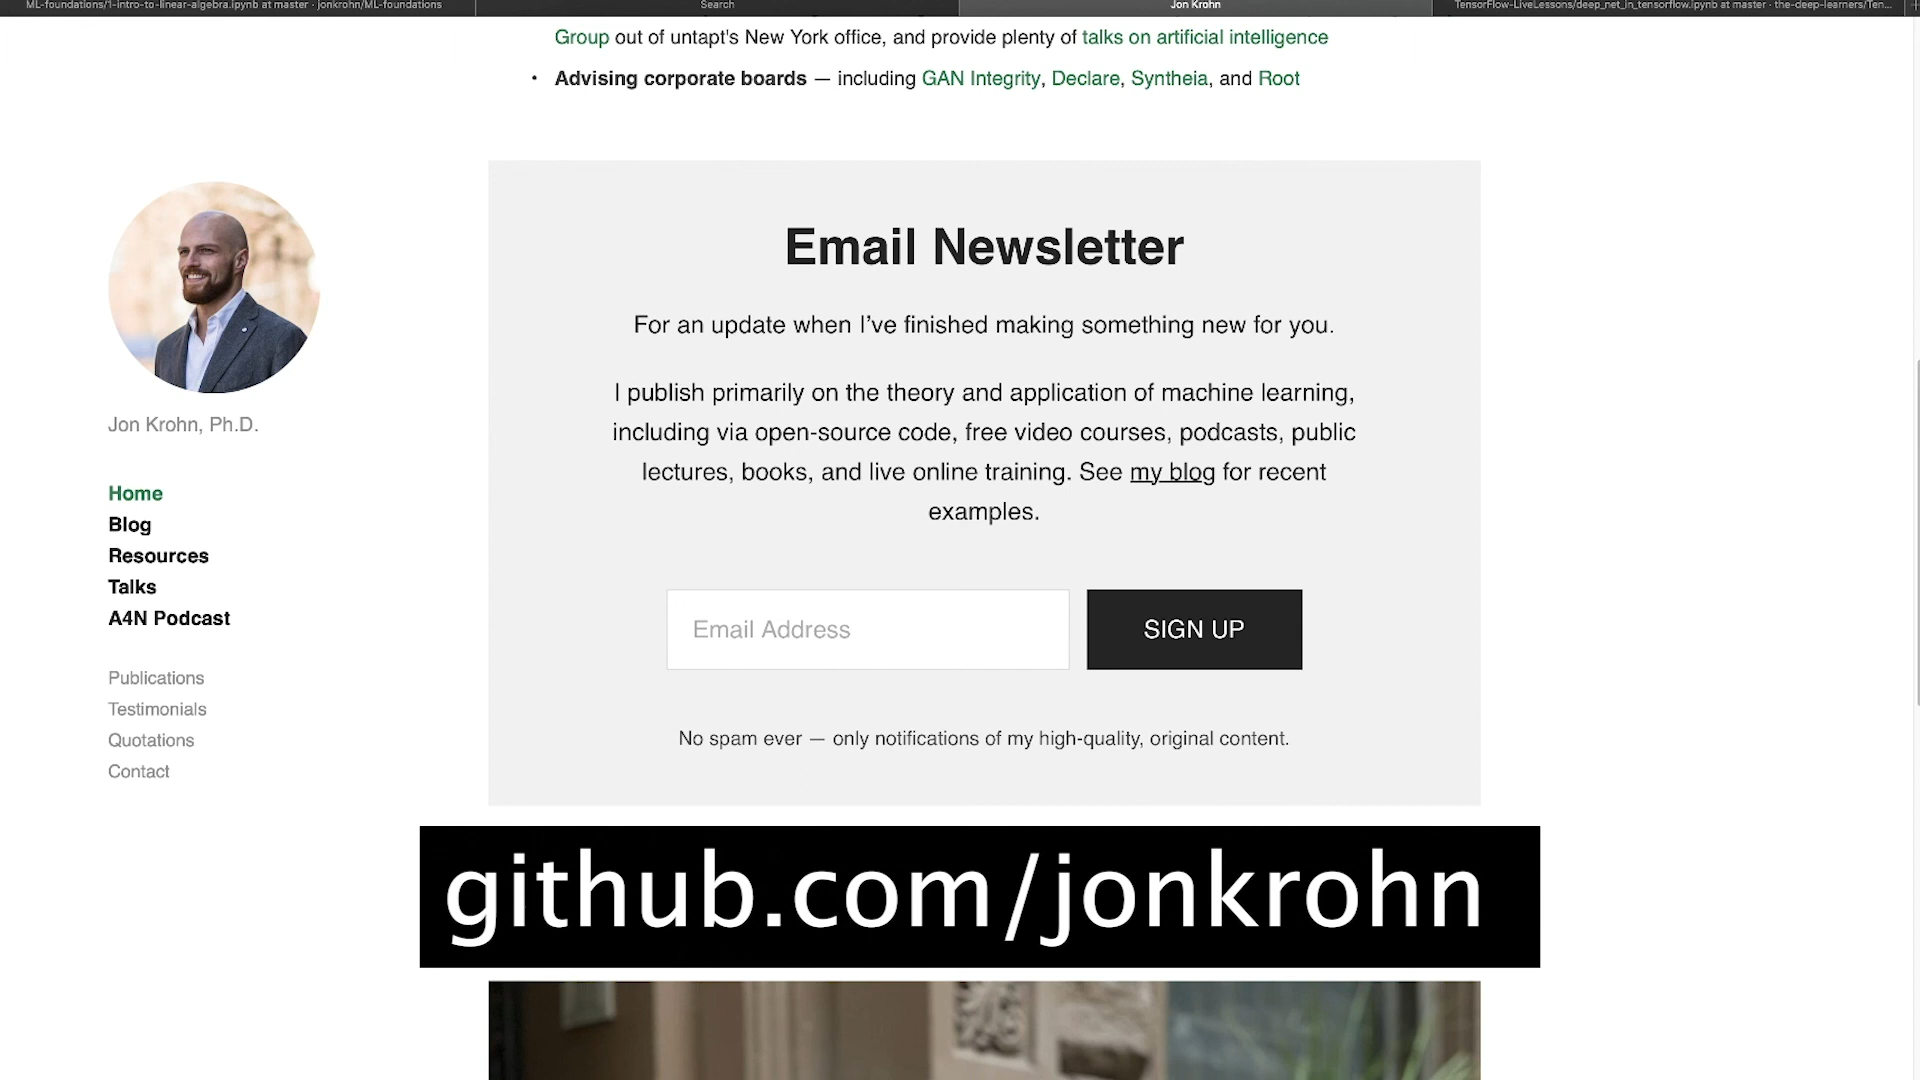 ML-foundations/1-intro-to-linear-algebra.ipynb at master · jonkrohn/ML-foundations
Search
Jon Krohn
TensorFlow-LiveLessons/deep_net_in_tensorflow.ipynb at master · the-deep-learners/Ten...
Group out of untapt's New York office, and provide plenty of talks on artificial intelligence
• Advising corporate boards — including GAN Integrity, Declare, Syntheia, and Root
Jon Krohn, Ph.D.
Home
Blog
Resources
Talks
A4N Podcast
Publications
Testimonials
Quotations
Contact
Email Newsletter
For an update when I’ve finished making something new for you.
I publish primarily on the theory and application of machine learning,
including via open-source code, free video courses, podcasts, public
lectures, books, and live online training. See my blog for recent
examples.
Email Address
SIGN UP
No spam ever — only notifications of my high-quality, original content.
github.com/jonkrohn